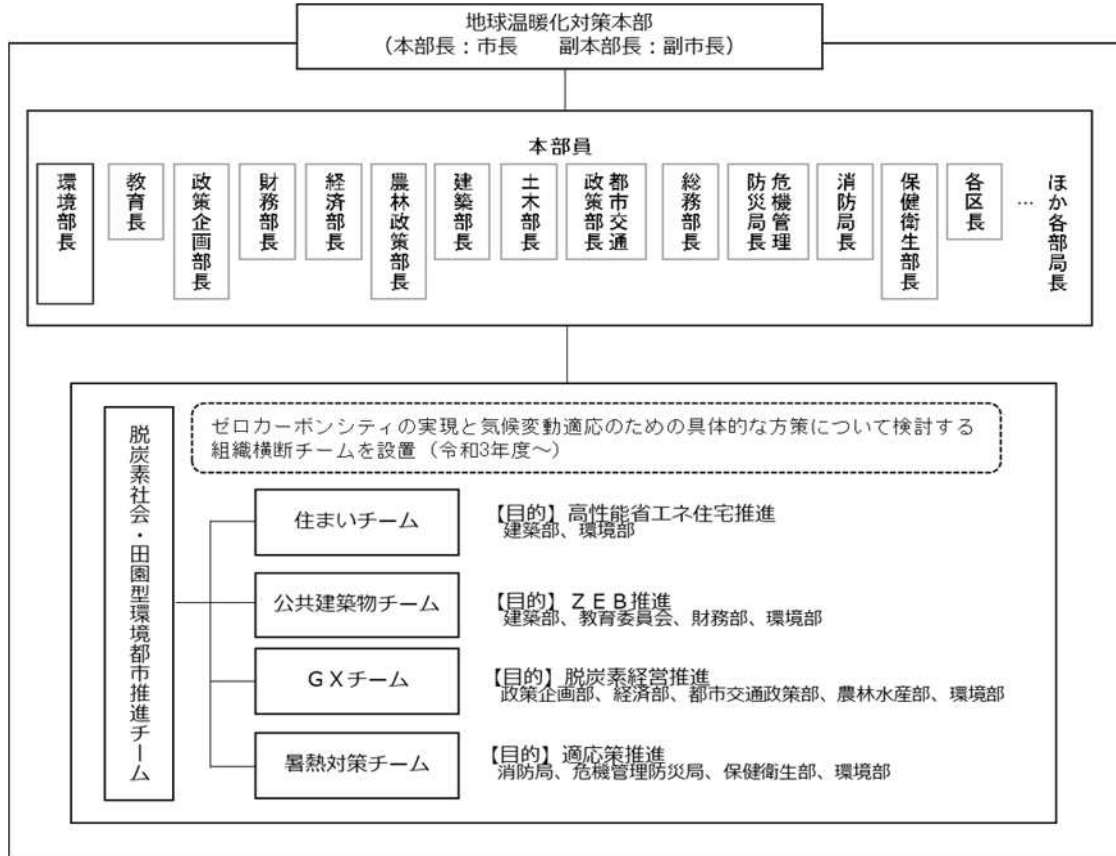 地球温暖化対策本部
（本部長：市長　副本部長：副市長）
本部員
環境部長
教育長
政策企画部長
財務部長
経済部長
農林政策部長
建築部長
土木部長
都市交通
政策部長
総務部長
危機管理
防災局長
消防局長
保健衛生部長
各区長
…
ほか各部局長
脱炭素社会・田園型環境都市推進チーム
ゼロカーボンシティの実現と気候変動適応のための具体的な方策について検討する
組織横断チームを設置（令和3年度～）
住まいチーム
【目的】高性能省エネ住宅推進
建築部、環境部
公共建築物チーム
【目的】ＺＥＢ推進
建築部、教育委員会、財務部、環境部
ＧＸチーム
【目的】脱炭素経営推進
政策企画部、経済部、都市交通政策部、農林水産部、環境部
暑熱対策チーム
【目的】適応策推進
消防局、危機管理防災局、保健衛生部、環境部